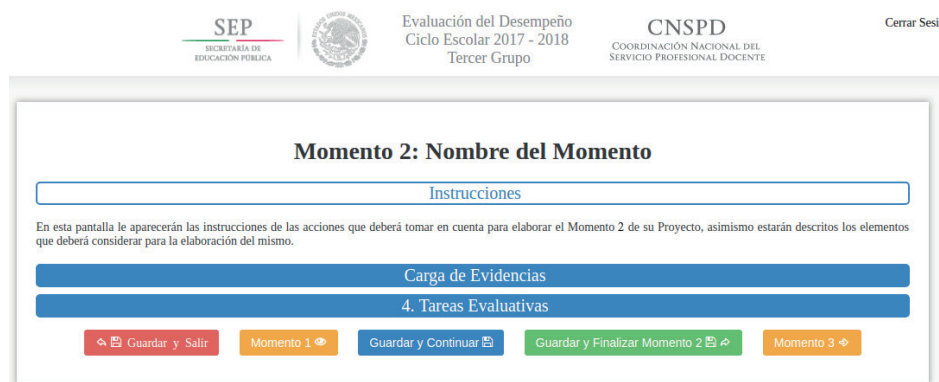 SEP
SECRETARÍA DE
EDUCACIÓN PÚBLICA
ESTADOS UNIDOS MEXICANOS
Evaluación del Desempeño
Ciclo Escolar 2017 - 2018
Tercer Grupo
CNSPD
COORDINACIÓN NACIONAL DEL
SERVICIO PROFESIONAL DOCENTE
Cerrar Sesi
Momento 2: Nombre del Momento
Instrucciones
En esta pantalla le aparecerán las instrucciones de las acciones que deberá tomar en cuenta para elaborar el Momento 2 de su Proyecto, asimismo estarán descritos los elementos
que deberá considerar para la elaboración del mismo.
Carga de Evidencias
4. Tareas Evaluativas
Guardar y Salir
Momento 1
Guardar y Continuar
Guardar y Finalizar Momento 2
Momento 3